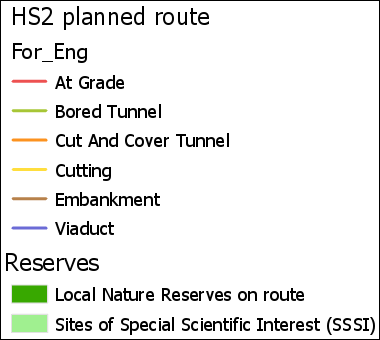 HS2 planned route
For_Eng
At Grade
Bored Tunnel
Cut And Cover Tunnel
Cutting
Embankment
Viaduct
Reserves
Local Nature Reserves on route
Sites of Special Scientific Interest (SSSI)